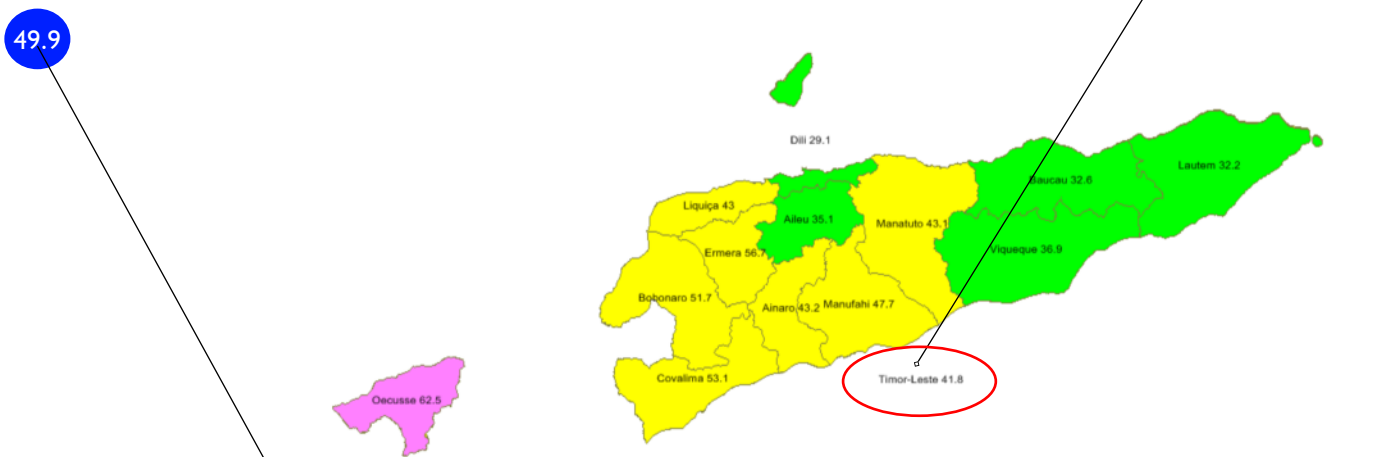 49.9
Dili 29.1
Lautem 32.2
Baucau 32.6
Liquiça 43
Aileu 35.1
Manatuto 43.1
Viqueque 36.9
Ermera 56.7
Bobonaro 51.7
Ainaro 43.2
Manufahi 47.7
Covalima 53.1
Timor-Leste 41.8
Oecusse 62.5